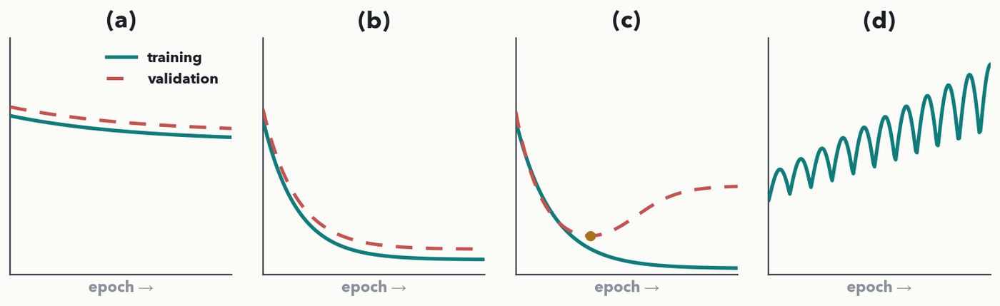 (a)
(b)
(c)
(d)
training
validation
epoch →
epoch →
epoch →
epoch →